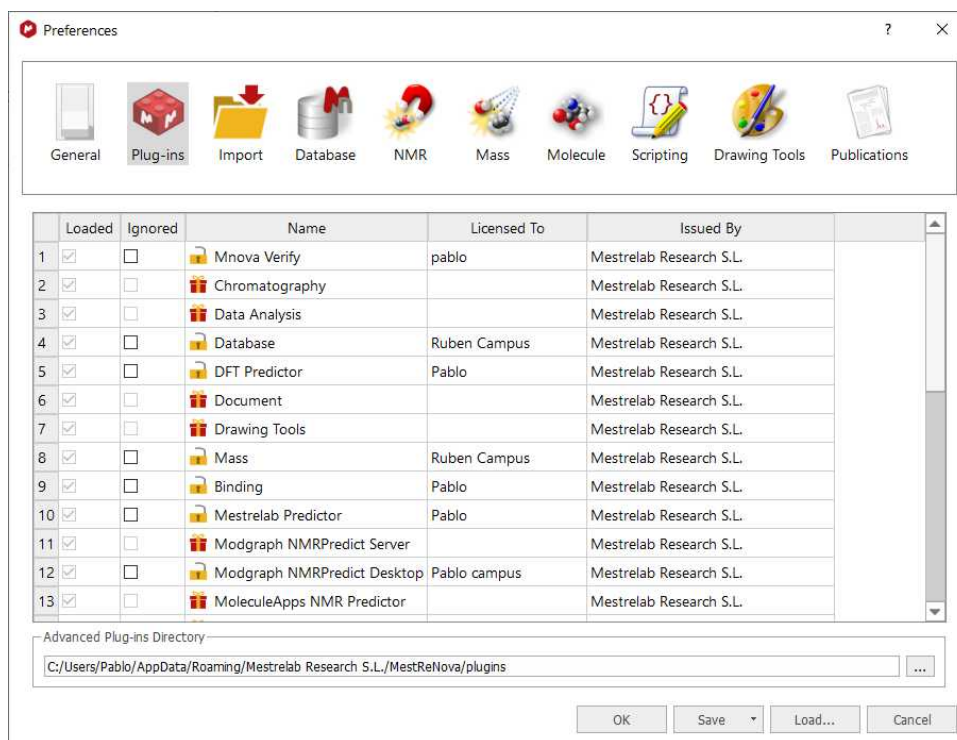 Preferences
?
General Plug-ins Import Database NMR Mass Molecule Scripting Drawing Tools Publications
Loaded Ignored Name Licensed To Issued By
1 Mnova Verify pablo Mestrelab Research S.L.
2 Chromatography Mestrelab Research S.L.
3 Data Analysis Mestrelab Research S.L.
4 Database Ruben Campus Mestrelab Research S.L.
5 DFT Predictor Pablo Mestrelab Research S.L.
6 Document Mestrelab Research S.L.
7 Drawing Tools Mestrelab Research S.L.
8 Mass Ruben Campus Mestrelab Research S.L.
9 Binding Pablo Mestrelab Research S.L.
10 Mestrelab Predictor Pablo Mestrelab Research S.L.
11 Modgraph NMRPredict Server Mestrelab Research S.L.
12 Modgraph NMRPredict Desktop Pablo campus Mestrelab Research S.L.
13 MoleculeApps NMR Predictor Mestrelab Research S.L.
Advanced Plug-ins Directory
C:/Users/Pablo/AppData/Roaming/Mestrelab Research S.L./MestReNova/plugins
...
OK Save Load... Cancel